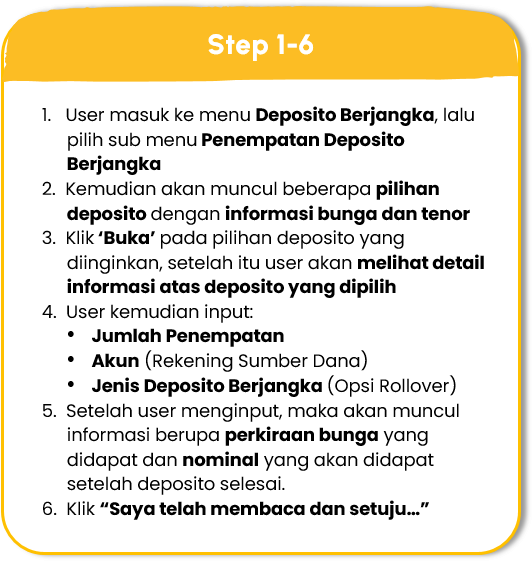 Step 1-6
1. User masuk ke menu Deposito Berjangka, lalu
pilih sub menu Penempatan Deposito
Berjangka
2. Kemudian akan muncul beberapa pilihan
deposito dengan informasi bunga dan tenor
3. Klik ‘Buka’ pada pilihan deposito yang
diinginkan, setelah itu user akan melihat detail
informasi atas deposito yang dipilih
4. User kemudian input:
• Jumlah Penempatan
• Akun (Rekening Sumber Dana)
• Jenis Deposito Berjangka (Opsi Rollover)
5. Setelah user menginput, maka akan muncul
informasi berupa perkiraan bunga yang
didapat dan nominal yang akan didapat
setelah deposito selesai.
6. Klik “Saya telah membaca dan setuju…”